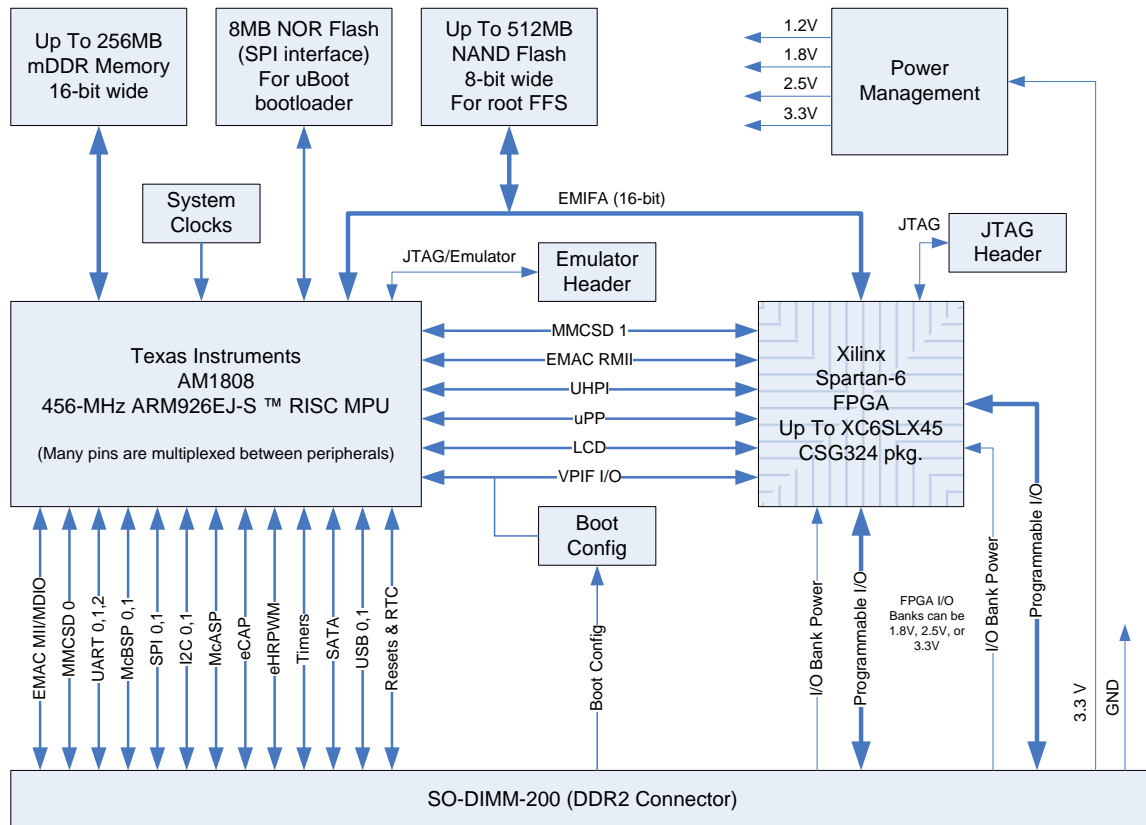 Up To 256MB
mDDR Memory
16-bit wide
8MB NOR Flash
(SPI interface)
For uBoot
bootloader
Up To 512MB
NAND Flash
8-bit wide
For root FFS
1.2V
1.8V
2.5V
3.3V
Power
Management
System
Clocks
EMIFA (16-bit)
JTAG/Emulator
Emulator
Header
JTAG
JTAG
Header
Texas Instruments
AM1808
456-MHz ARM926EJ-S ™ RISC MPU
(Many pins are multiplexed between peripherals)
MMCSD 1
EMAC RMII
UHPI
uPP
LCD
VPIF I/O
Xilinx
Spartan-6
FPGA
Up To XC6SLX45
CSG324 pkg.
Boot
Config
EMAC MII/MDIO
MMCSD 0
UART 0,1,2
McBSP 0,1
SPI 0,1
I2C 0,1
McASP
eCAP
eHRPWM
Timers
SATA
USB 0,1
Resets & RTC
Boot Config
I/O Bank Power
Programmable I/O
FPGA I/O
Banks can be
1.8V, 2.5V, or
3.3V
I/O Bank Power
Programmable I/O
3.3 V
GND
SO-DIMM-200 (DDR2 Connector)